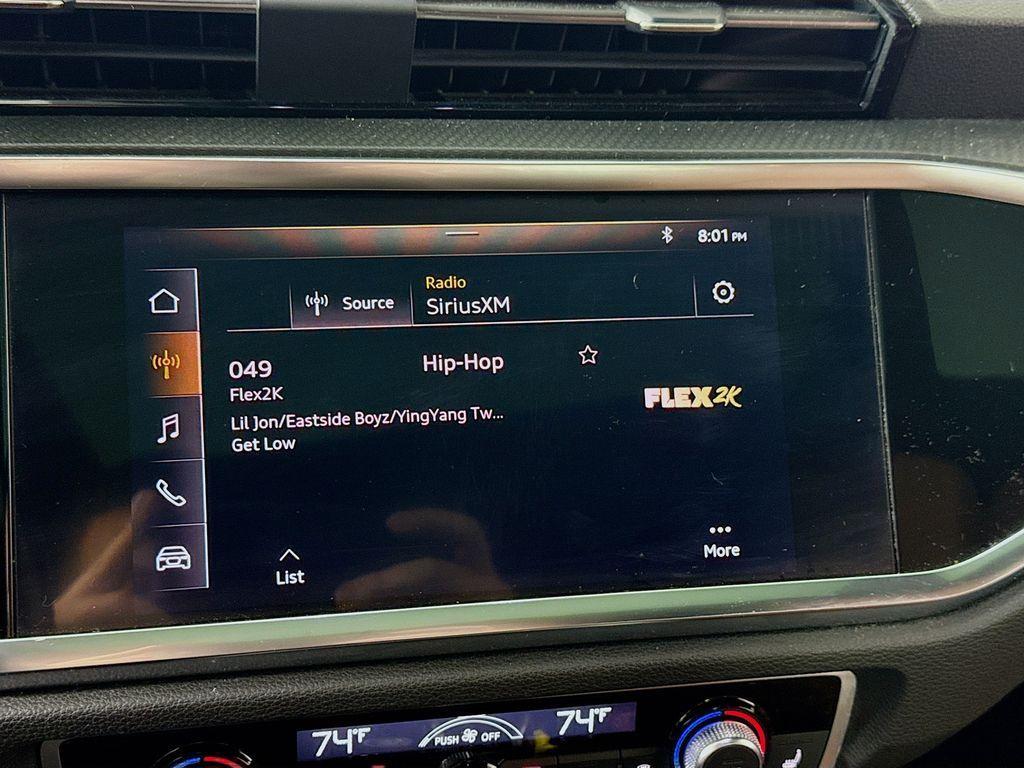 8:01 PM
Radio
Source
SiriusXM
049
Hip-Hop
Flex2K
FLEX2K
Lil Jon/Eastside Boyz/YingYang Tw...
Get Low
List
More
74°F
PUSH OFF
74°F